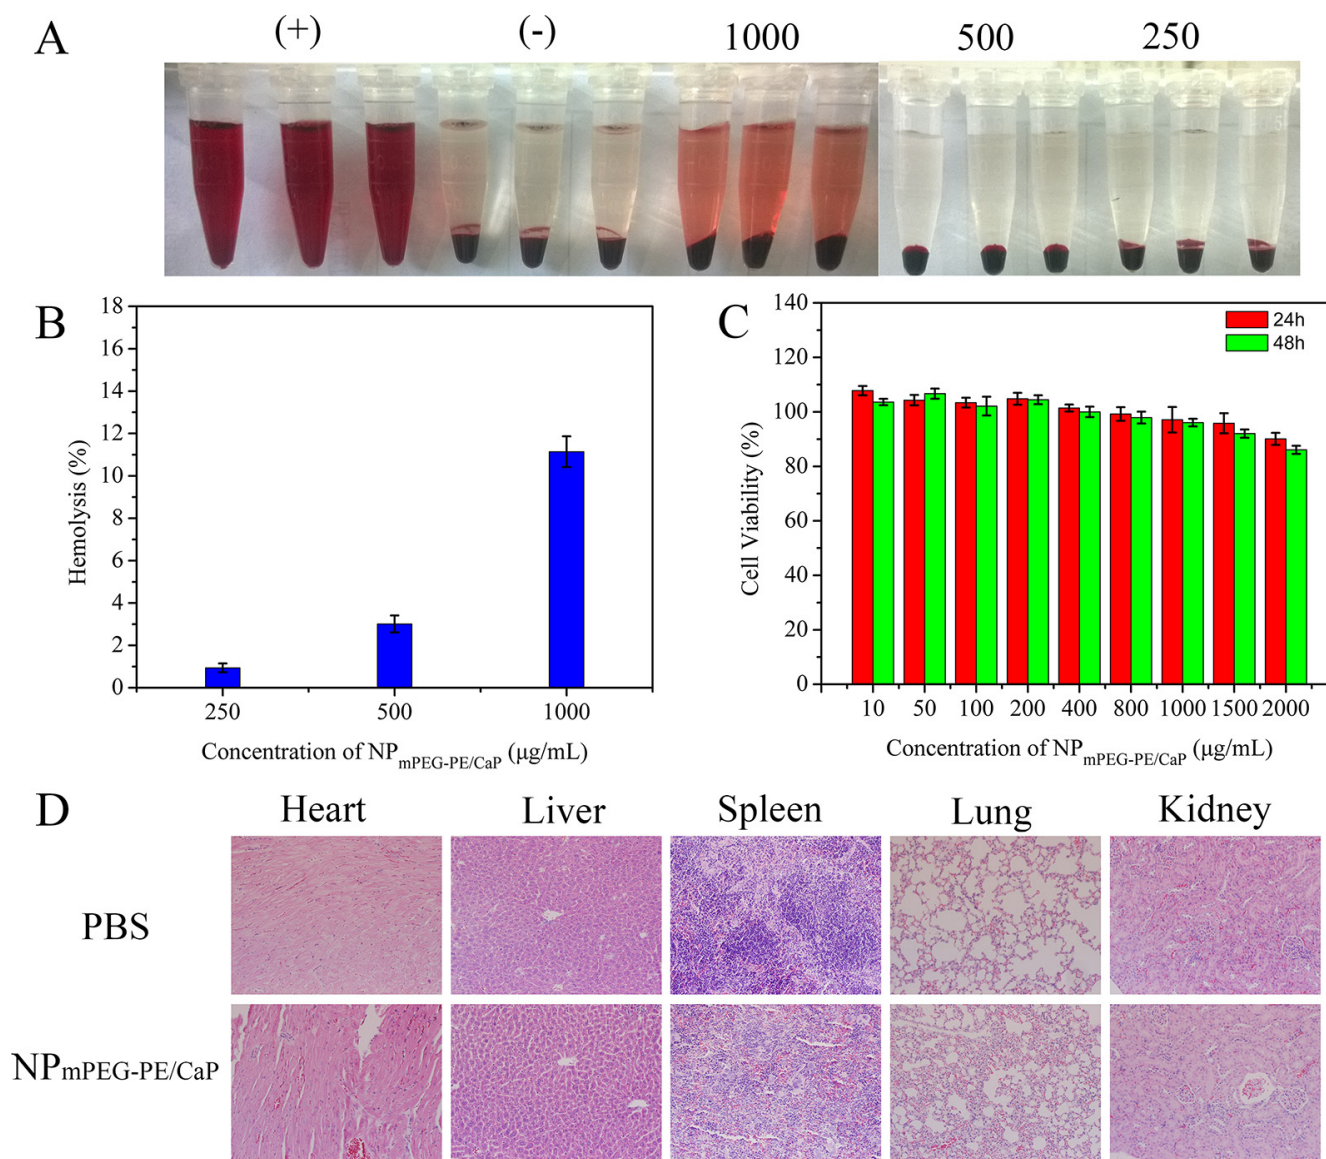 A (+) (-) 1000 500 250
B
18
16
14
12
10
8
6
4
2
0
Hemolysis (%)
250 500 1000
Concentration of NPmPEG-PE/CaP (μg/mL)
C
140
120
100
80
60
40
20
0
Cell Viability (%)
24h
48h
10 50 100 200 400 800 1000 1500 2000
Concentration of NPmPEG-PE/CaP (μg/mL)
D Heart Liver Spleen Lung Kidney
PBS
NPmPEG-PE/CaP